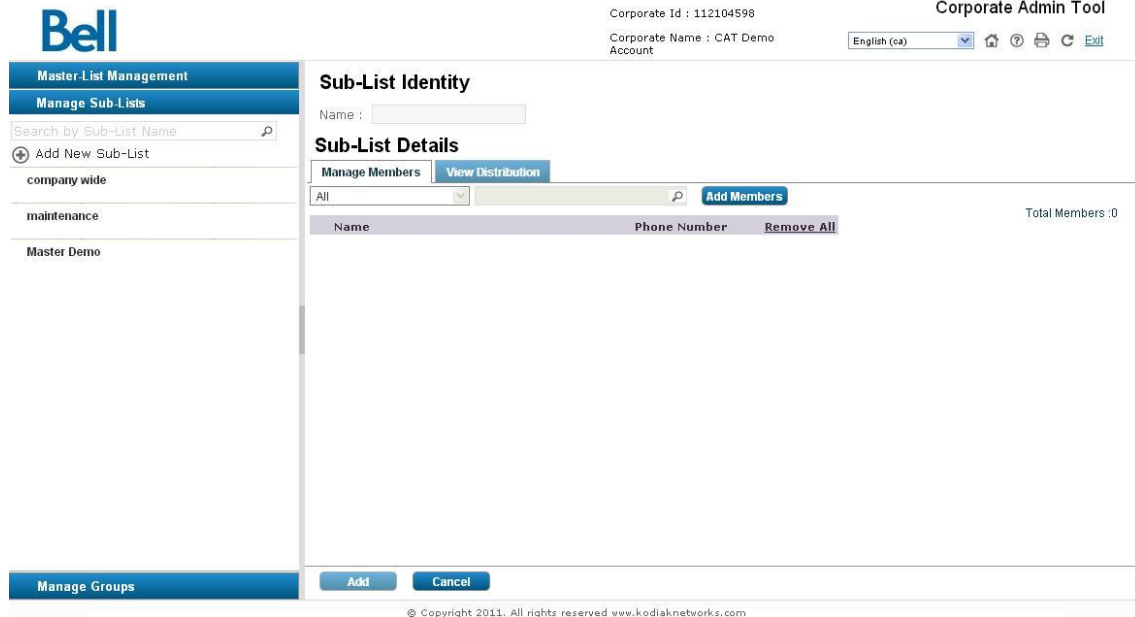 Bell
Corporate Id : 112104598
Corporate Name : CAT Demo
Account
Corporate Admin Tool
English (ca)
Exit
Master-List Management
Manage Sub-Lists
Search by Sub-List Name
Add New Sub-List
company wide
maintenance
Master Demo
Manage Groups
Sub-List Identity
Name :
Sub-List Details
Manage Members View Distribution
All
Add Members
Total Members :0
Name Phone Number Remove All
Add Cancel
© Copyright 2011. All rights reserved www.kodiaknetworks.com